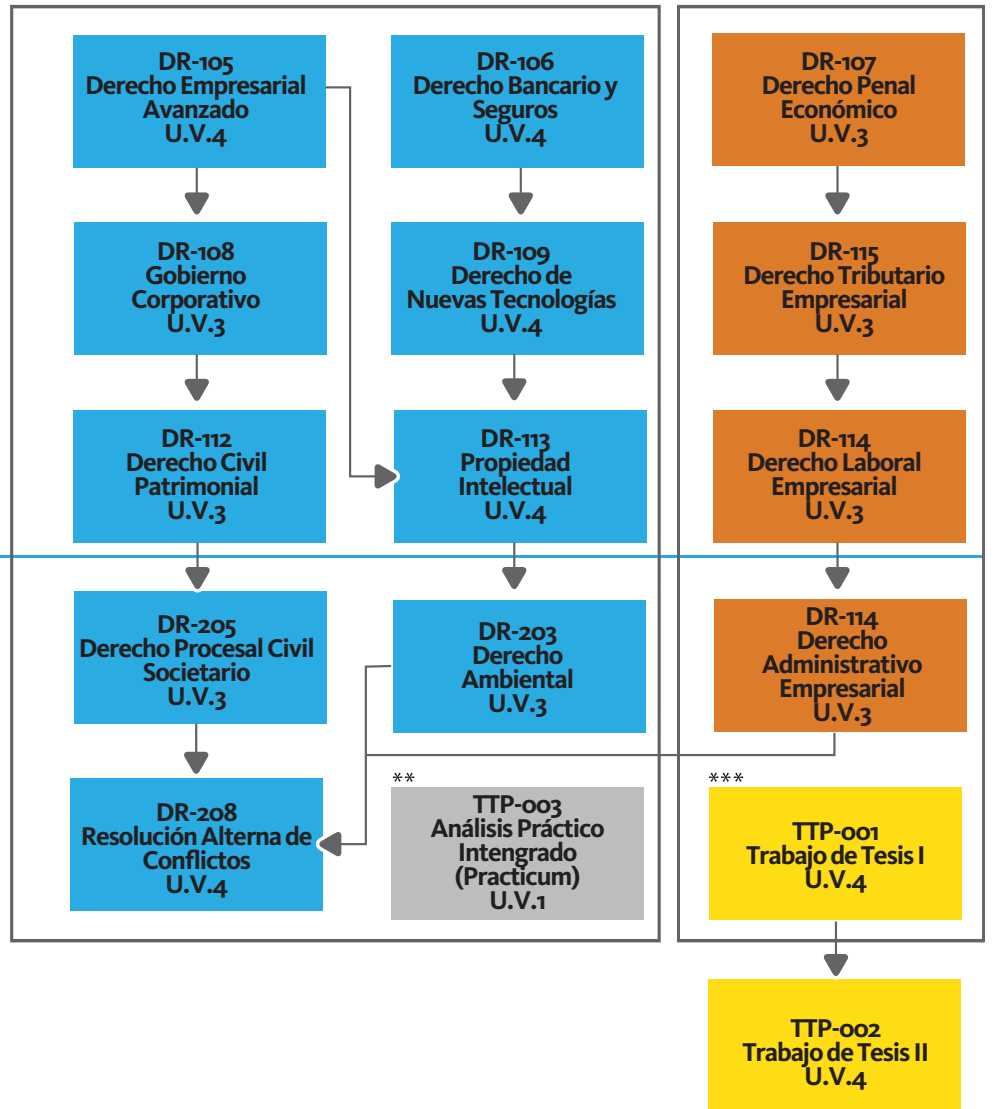 DR-105
Derecho Empresarial
Avanzado
U.V.4
DR-106
Derecho Bancario y
Seguros
U.V.4
DR-107
Derecho Penal
Económico
U.V.3
DR-108
Gobierno
Corporativo
U.V.3
DR-109
Derecho de
Nuevas Tecnologías
U.V.4
DR-115
Derecho Tributario
Empresarial
U.V.3
DR-112
Derecho Civil
Patrimonial
U.V.3
DR-113
Propiedad
Intelectual
U.V.4
DR-114
Derecho Laboral
Empresarial
U.V.3
DR-205
Derecho Procesal Civil
Societario
U.V.3
DR-203
Derecho
Ambiental
U.V.3
DR-114
Derecho
Administrativo
Empresarial
U.V.3
DR-208
Resolución Alterna de
Conflictos
U.V.4
**
TTP-003
Análisis Práctico
Intengrado
(Practicum)
U.V.1
***
TTP-001
Trabajo de Tesis I
U.V.4
TTP-002
Trabajo de Tesis II
U.V.4